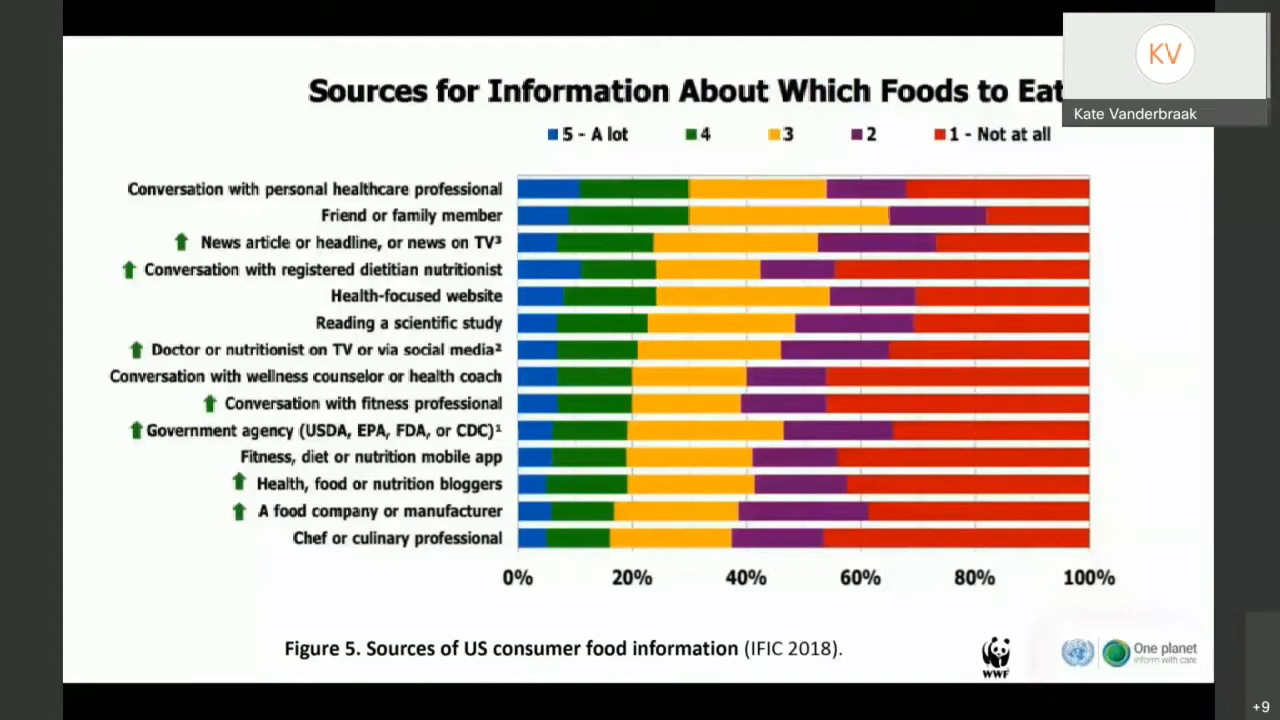 KV
Kate Vanderbraak
Sources for Information About Which Foods to Eat
5 - A lot 4 3 2 1 - Not at all
Conversation with personal healthcare professional
Friend or family member
News article or headline, or news on TV³
Conversation with registered dietitian nutritionist
Health-focused website
Reading a scientific study
Doctor or nutritionist on TV or via social media²
Conversation with wellness counselor or health coach
Conversation with fitness professional
Government agency (USDA, EPA, FDA, or CDC)¹
Fitness, diet or nutrition mobile app
Health, food or nutrition bloggers
A food company or manufacturer
Chef or culinary professional
0% 20% 40% 60% 80% 100%
Figure 5. Sources of US consumer food information (IFIC 2018).
WWF
One planet
inform with care
+9